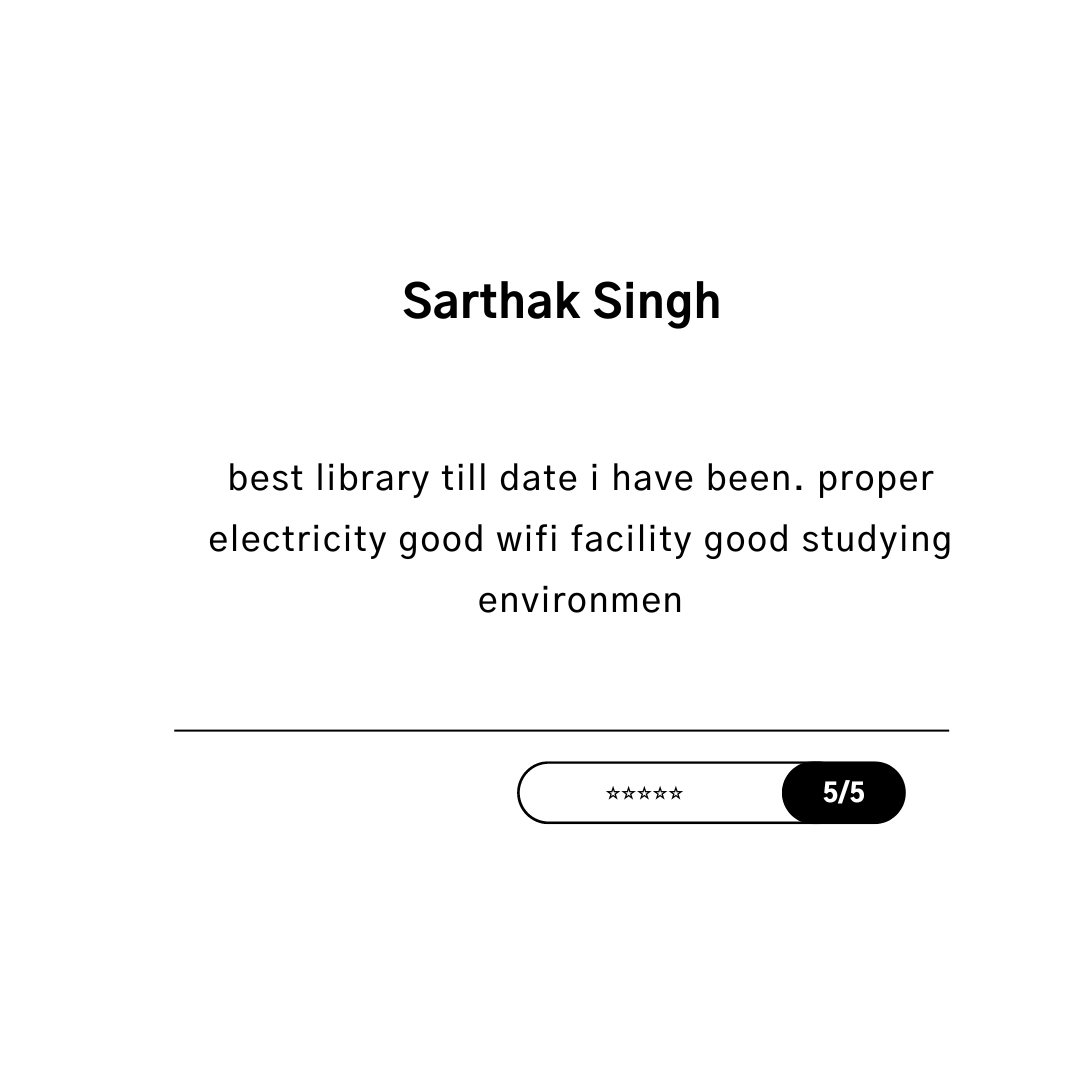 Sarthak Singh
best library till date i have been. proper
electricity good wifi facility good studying
environmen
☆☆☆☆☆ 5/5